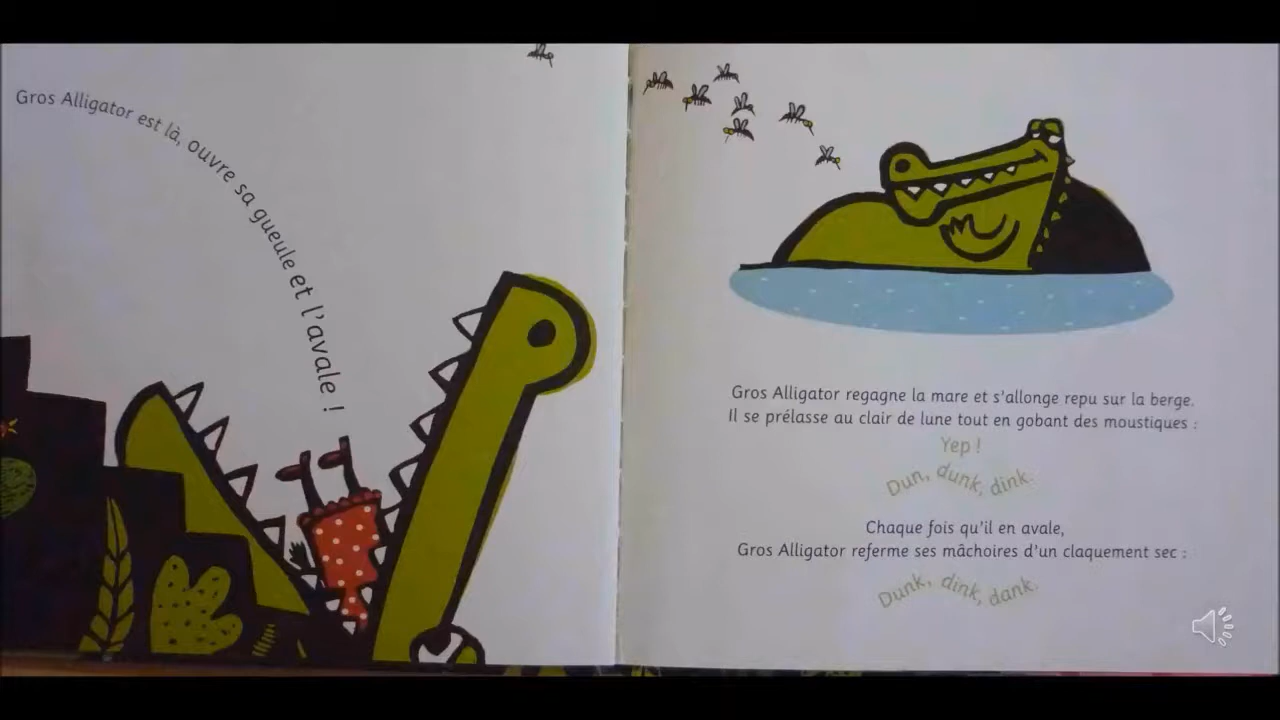 Gros Alligator est là, ouvre sa gueule et l'avale !
Gros Alligator regagne la mare et s'allonge repu sur la berge.
Il se prélasse au clair de lune tout en gobant des moustiques :
Yep !
Dun, dunk, dink
Chaque fois qu'il en avale,
Gros Alligator referme ses mâchoires d'un claquement sec :
Dunk, dink, dank